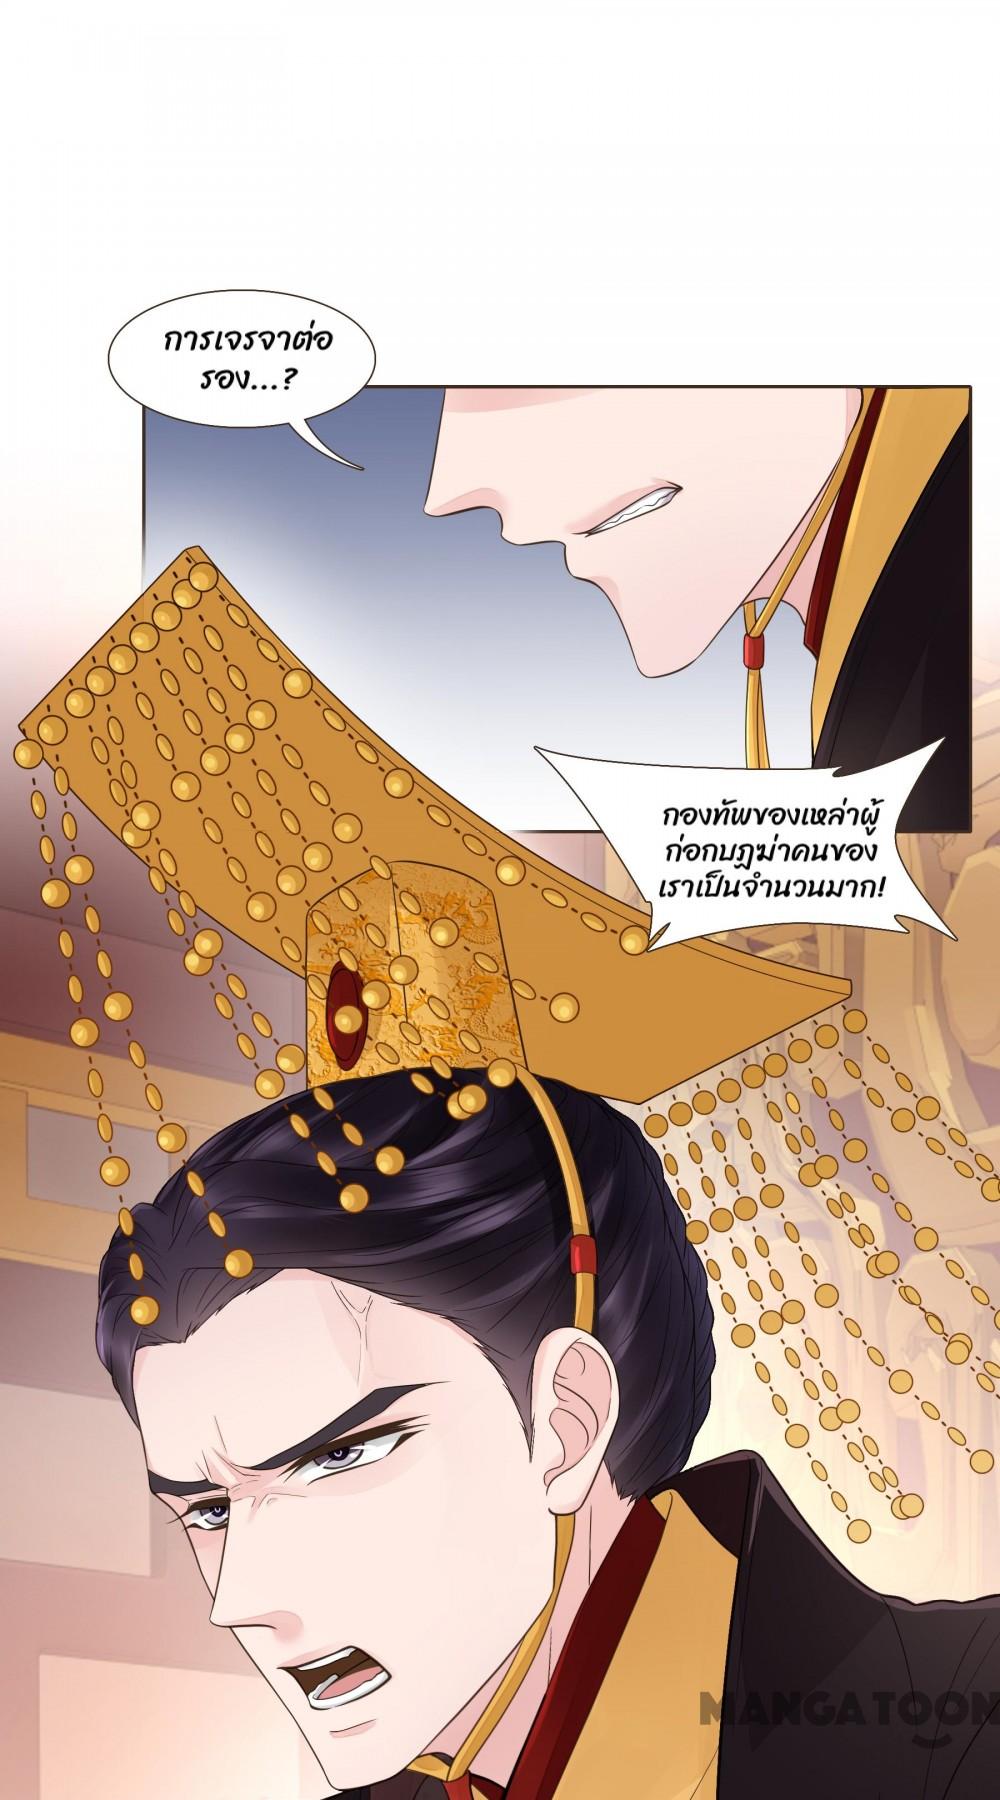 การเจรจาต่อ
รอง...?
กองทัพของเหล่าผู้
ก่อกบฏฆ่าคนของ
เราเป็นจำนวนมาก!
MANGATOON